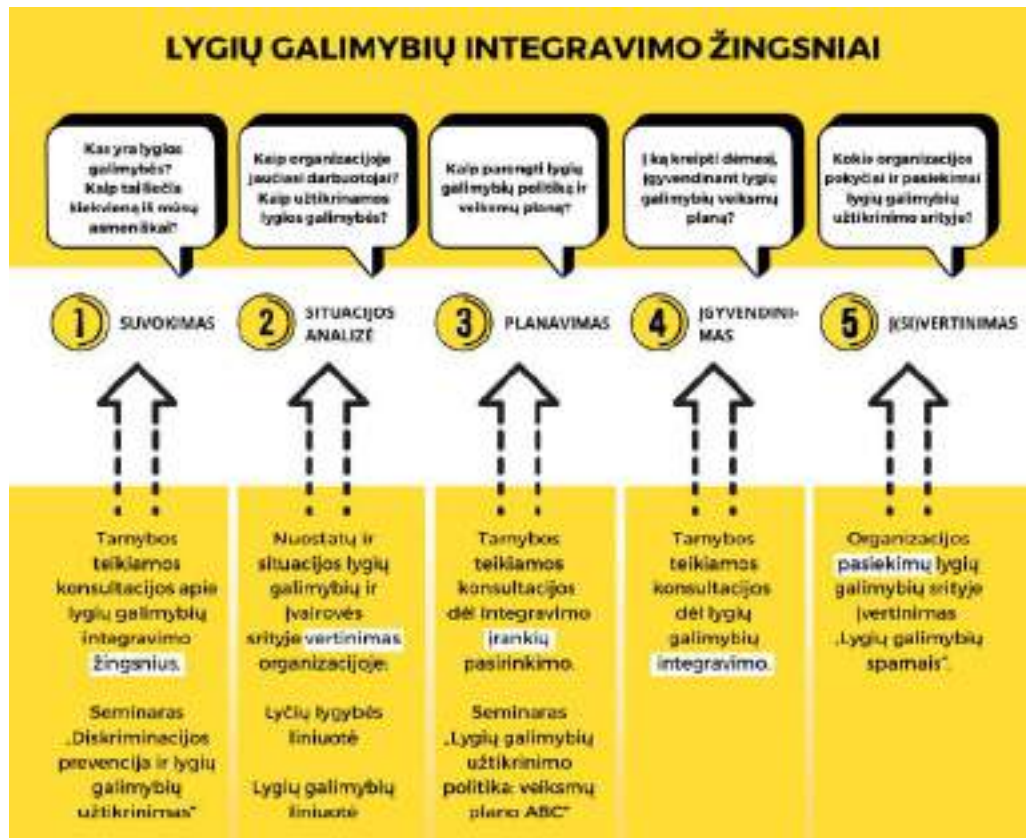 LYGIŲ GALIMYBIŲ INTEGRAVIMO ŽINGSNIAI
Kas yra lygios
galimybės?
Kaip tai liečia
kiekvieną iš mūsų
asmeniškai?
Kaip organizacijoje
jaučiasi darbuotojai?
Kaip užtikrinamos
lygios galimybės?
Kaip parengti lygių
galimybių politiką ir
veiksmų planą?
Į ką kreipti dėmesį,
įgyvendinant lygių
galimybių veiksmų
planą?
Kokie organizacijos
pokyčiai ir pasiekimai
lygių galimybių
užtikrinimo srityje?
1 SUVOKIMAS
2 SITUACIJOS
ANALIZĖ
3 PLANAVIMAS
4 ĮGYVENDINI-
MAS
5 Į(SI)VERTINIMAS
Tarnybos
teikiamos
konsultacijos apie
lygių galimybių
integravimo
žingsnius.
Seminaras
„Diskriminacijos
prevencija ir lygių
galimybių
užtikrinimas“
Nuostatų ir
situacijos lygių
galimybių ir
įvairovės
srityje vertinimas
organizacijoje:
Lyčių lygybės
liniuotė
Lygių galimybių
liniuotė
Tarnybos
teikiamos
konsultacijos
dėl integravimo
įrankių
pasirinkimo.
Seminaras
„Lygių galimybių
užtikrinimo
politika: veiksmų
plano ABC“
Tarnybos
teikiamos
konsultacijos
dėl lygių
galimybių
integravimo.
Organizacijos
pasiekimų lygių
galimybių srityje
įvertinimas
„Lygių galimybių
sparnais“.